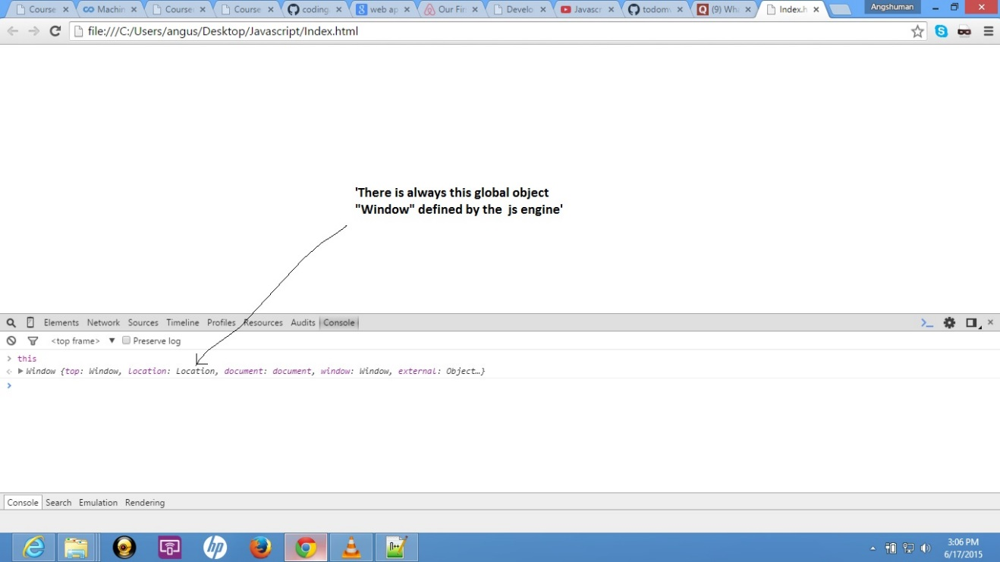 Course
Machin
Course
Course
coding.
web ap
Our Fir
Develo
Javascr
todom
(9) Wha
Index.h
Angshuman
file:///C:/Users/angus/Desktop/Javascript/Index.html
'There is always this global object
"Window" defined by the js engine'
Elements Network Sources Timeline Profiles Resources Audits Console
<top frame> ▼ Preserve log
> this
Window {top: Window, location: Location, document: document, window: Window, external: Object…}
>
Console Search Emulation Rendering
hp
3:06 PM
6/17/2015